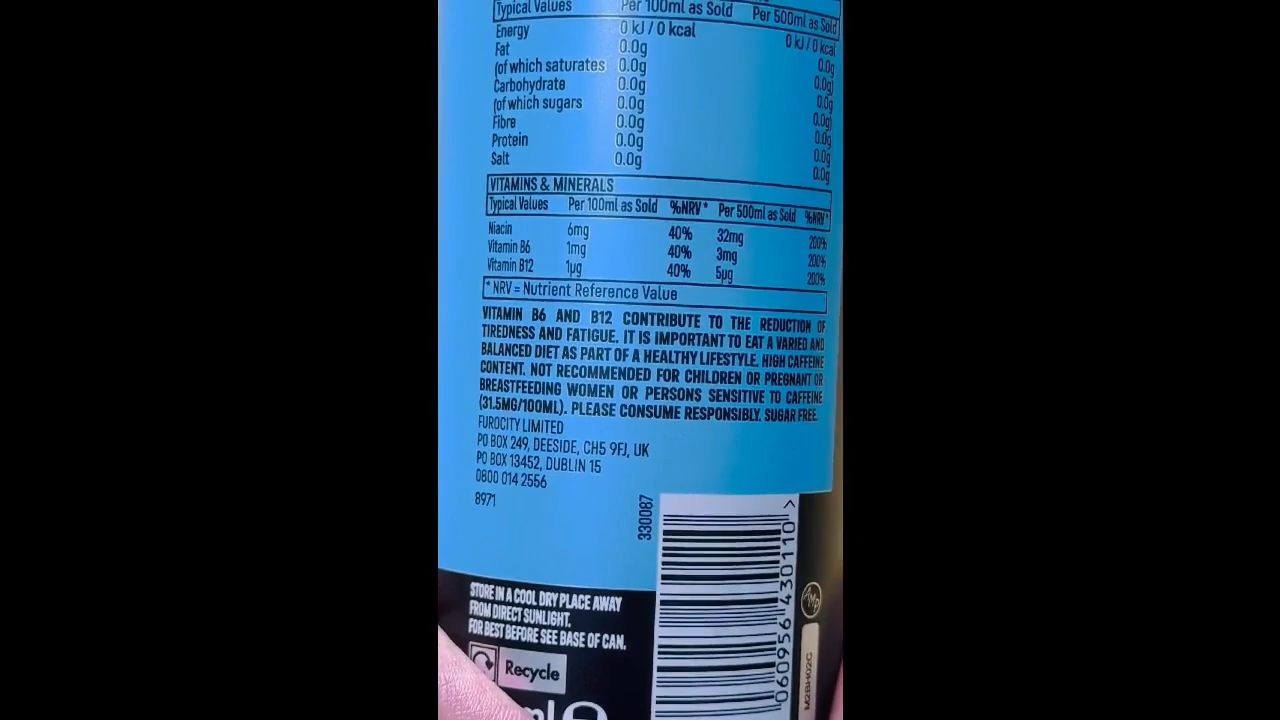 Typical Values Per 100ml as Sold Per 500ml as Sold
Energy 0 kJ / 0 kcal 0 kJ / 0 kcal
Fat 0.0g 0.0g
(of which saturates 0.0g 0.0g)
Carbohydrate 0.0g 0.0g
(of which sugars 0.0g 0.0g)
Fibre 0.0g 0.0g
Protein 0.0g 0.0g
Salt 0.0g 0.0g
VITAMINS & MINERALS
Typical Values Per 100ml as Sold %NRV* Per 500ml as Sold %NRV*
Niacin 6mg 40% 32mg 200%
Vitamin B6 1mg 40% 3mg 200%
Vitamin B12 1µg 40% 5µg 200%
* NRV = Nutrient Reference Value
VITAMIN B6 AND B12 CONTRIBUTE TO THE REDUCTION OF
TIREDNESS AND FATIGUE. IT IS IMPORTANT TO EAT A VARIED AND
BALANCED DIET AS PART OF A HEALTHY LIFESTYLE. HIGH CAFFEINE
CONTENT. NOT RECOMMENDED FOR CHILDREN OR PREGNANT OR
BREASTFEEDING WOMEN OR PERSONS SENSITIVE TO CAFFEINE
(31.5MG/100ML). PLEASE CONSUME RESPONSIBLY. SUGAR FREE.
FUROCITY LIMITED
PO BOX 249, DEESIDE, CH5 9FJ, UK
PO BOX 13452, DUBLIN 15
0800 014 2556
8971
330087
0609564430110 >
STORE IN A COOL DRY PLACE AWAY
FROM DIRECT SUNLIGHT.
FOR BEST BEFORE SEE BASE OF CAN.
Recycle
ml
AMP
M2BH02C